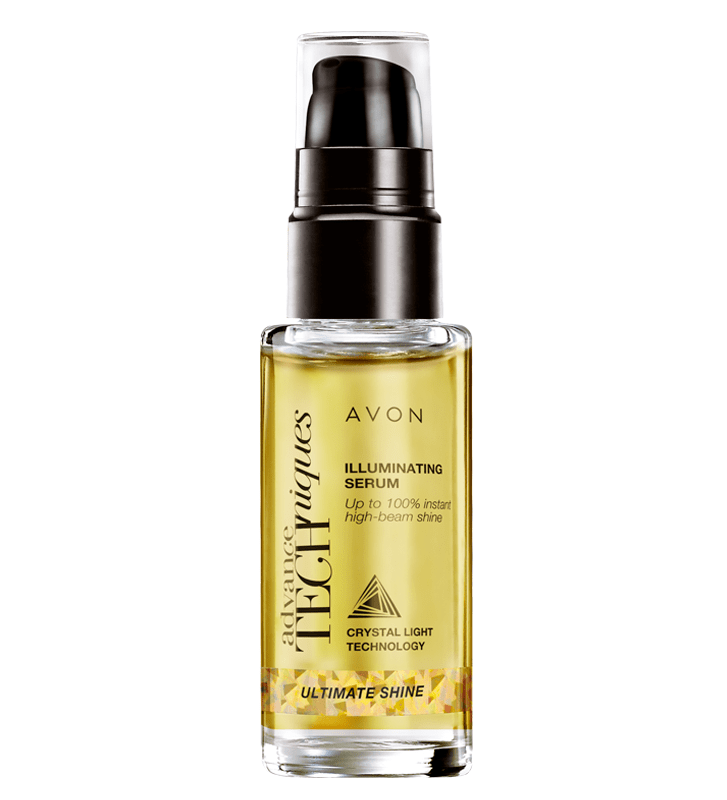 AVON
advance
TECHniques
ILLUMINATING
SERUM
Up to 100% instant
high-beam shine
CRYSTAL LIGHT
TECHNOLOGY
ULTIMATE SHINE